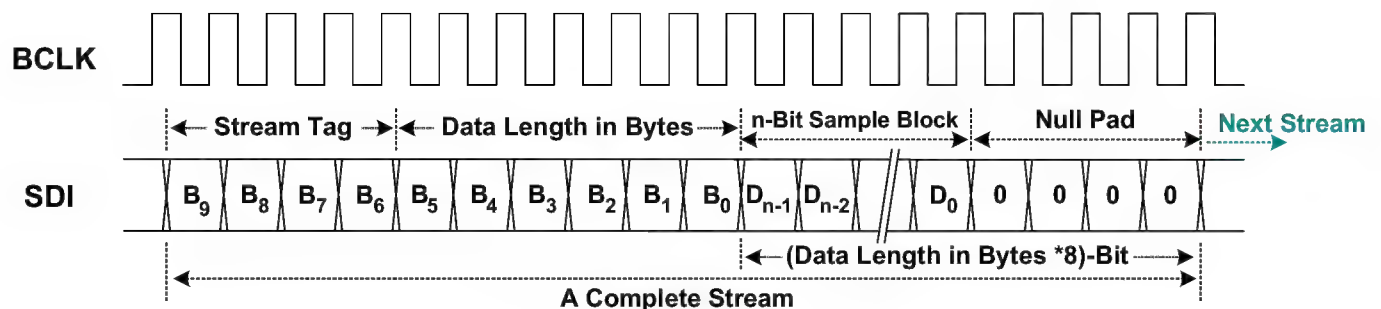 BCLK
Stream Tag
Data Length in Bytes
n-Bit Sample Block
Null Pad
Next Stream
SDI
B9 B8 B7 B6 B5 B4 B3 B2 B1 B0 Dn-1 Dn-2 D0 0 0 0 0
(Data Length in Bytes *8)-Bit
A Complete Stream